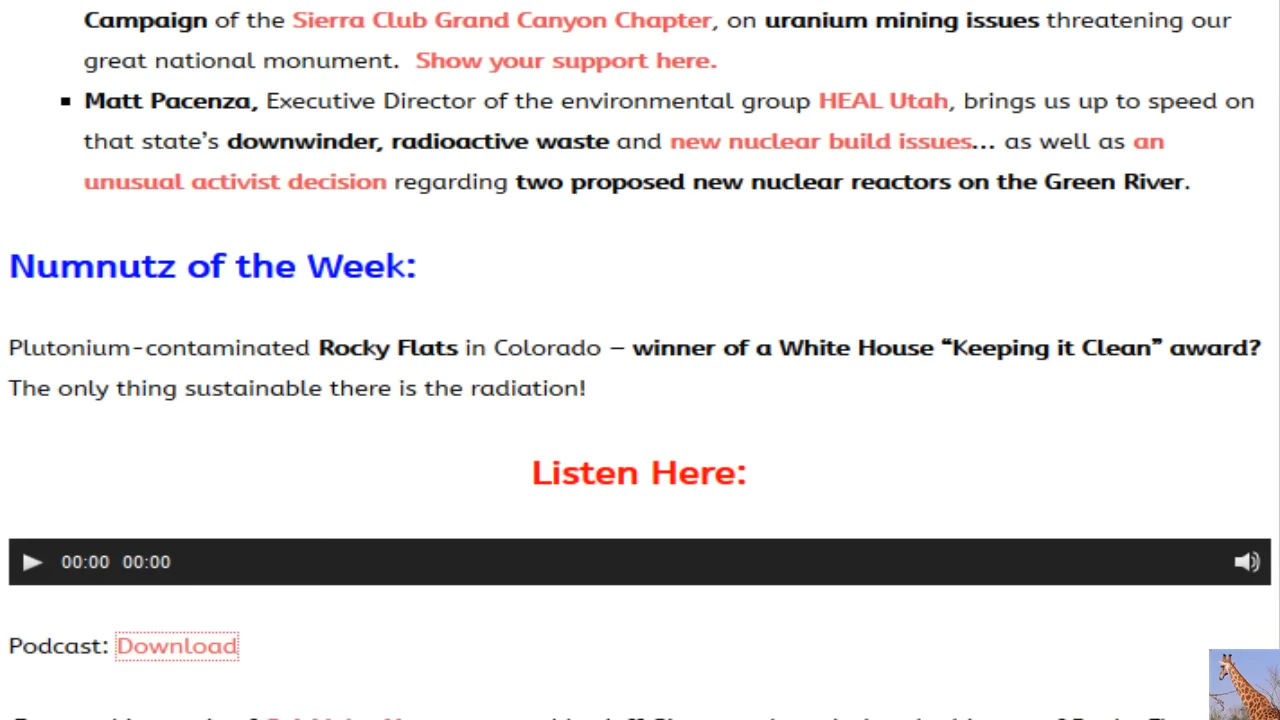 Campaign of the Sierra Club Grand Canyon Chapter, on uranium mining issues threatening our
great national monument. Show your support here.
Matt Pacenza, Executive Director of the environmental group HEAL Utah, brings us up to speed on
that state's downwinder, radioactive waste and new nuclear build issues... as well as an
unusual activist decision regarding two proposed new nuclear reactors on the Green River.
Numnutz of the Week:
Plutonium-contaminated Rocky Flats in Colorado – winner of a White House “Keeping it Clean” award?
The only thing sustainable there is the radiation!
Listen Here:
00:00 00:00
Podcast: Download